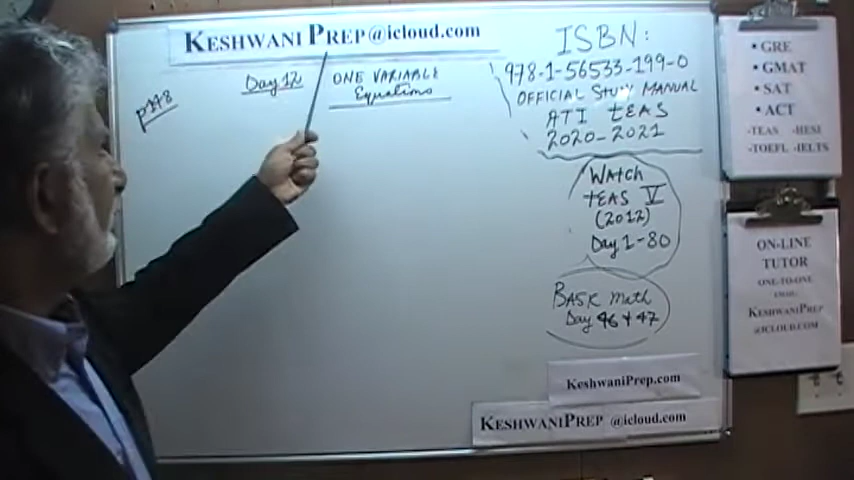 KESHWANI PREP@icloud.com
p148
Day 12
ONE VARIABLE
Equations
ISBN:
978-1-56533-199-0
OFFICIAL STUDY MANUAL
ATI TEAS
2020-2021
WATCH
TEAS V
(2012)
Day 1-80
BASIC Math
Day 46 & 47
KESHWANIPREP.COM
KESHWANIPREP @icloud.com
• GRE
• GMAT
• SAT
• ACT
-TEAS -HESI
-TOEFL -IELTS
ON-LINE
TUTOR
ONE-TO-ONE
EMAIL
KESHWANIPREP
@ICLOUD.COM